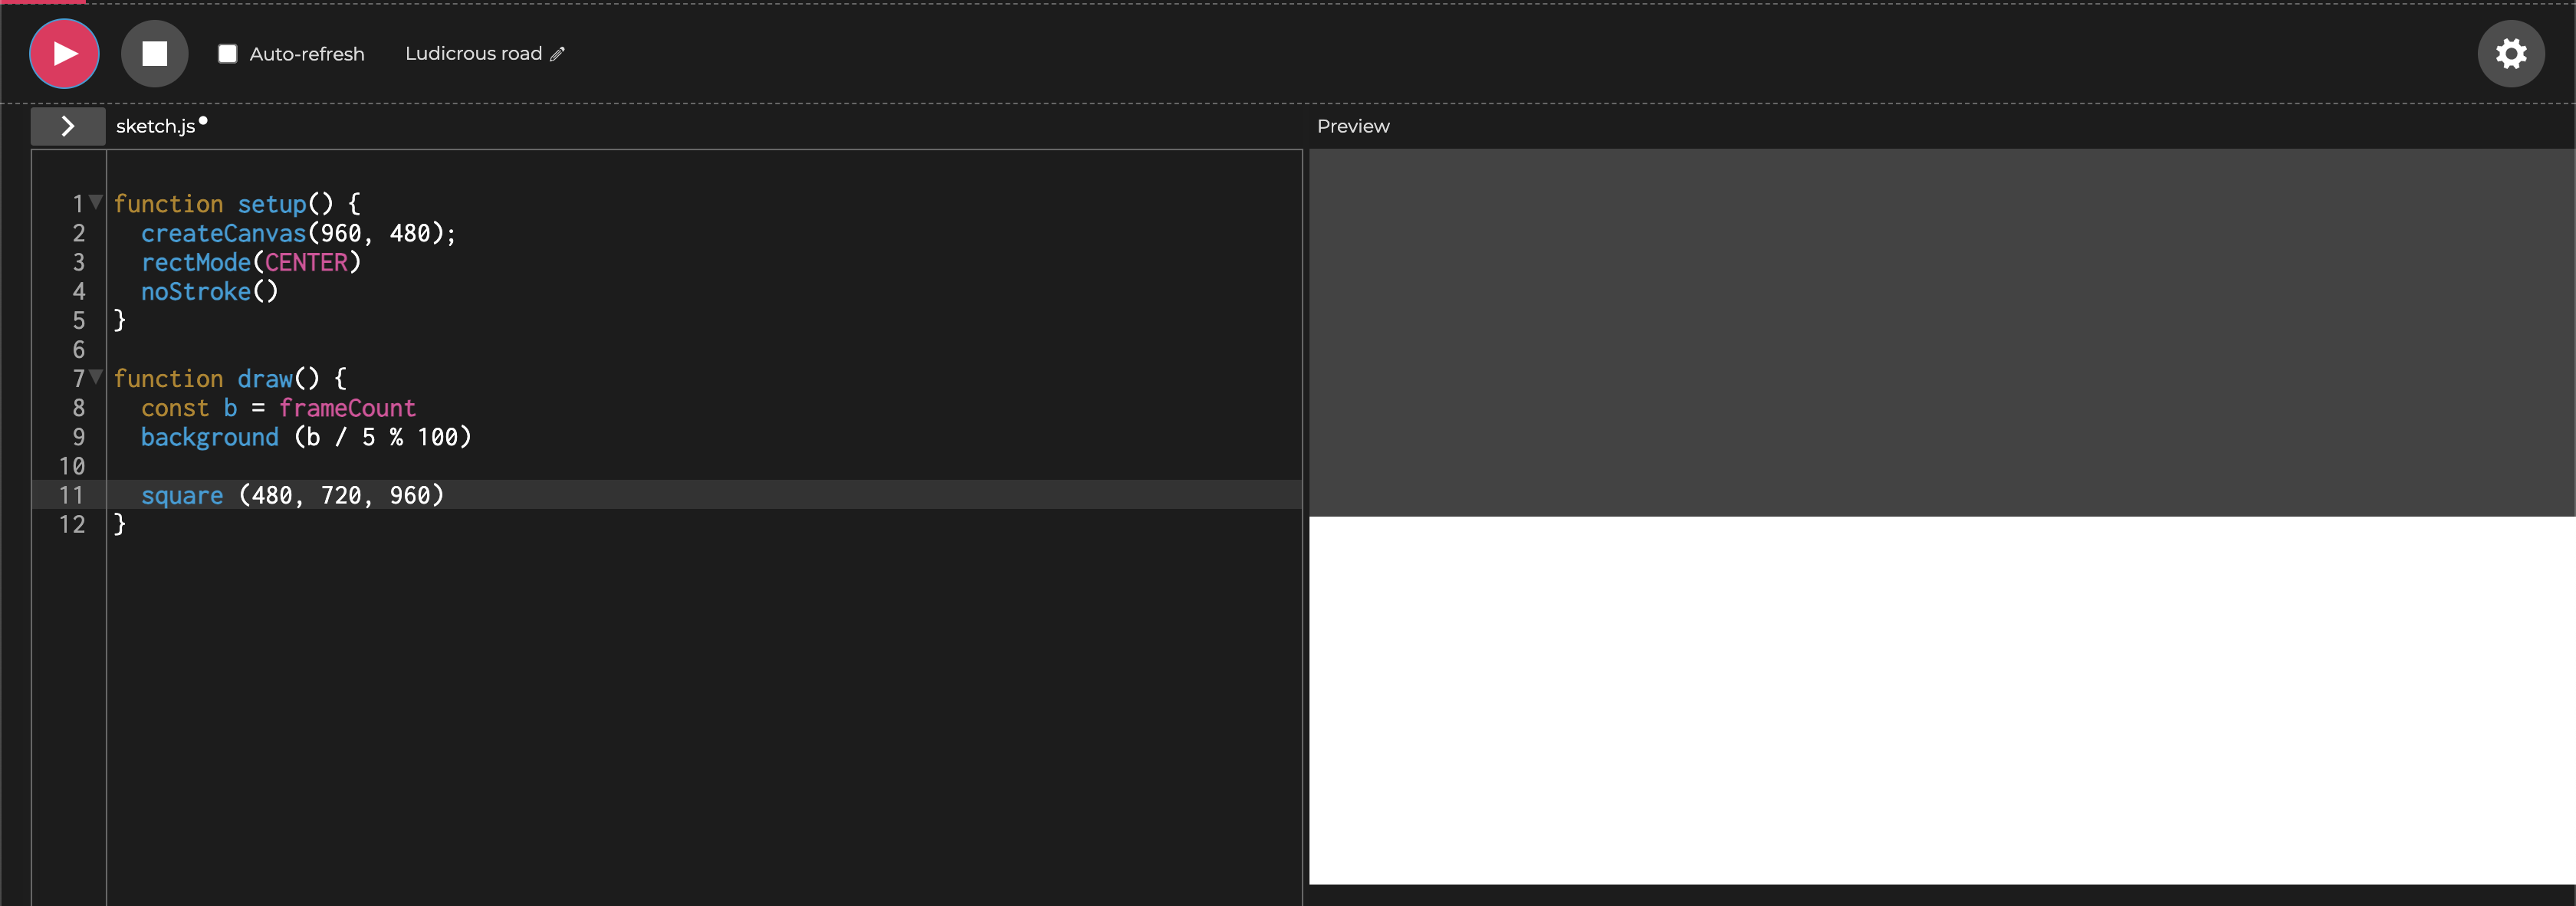 Auto-refresh Ludicrous road
sketch.js Preview
1 function setup() {
2 createCanvas(960, 480);
3 rectMode(CENTER)
4 noStroke()
5 }
6
7 function draw() {
8 const b = frameCount
9 background (b / 5 % 100)
10
11 square (480, 720, 960)
12 }